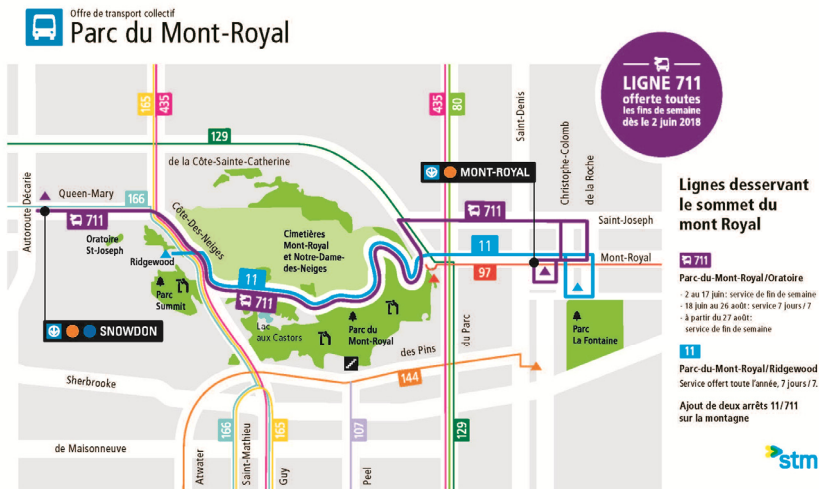 Offre de transport collectif
Parc du Mont-Royal
LIGNE 711
offerte toutes
les fins de semaine
dès le 2 juin 2018
165
435
435
80
129
de la Côte-Sainte-Catherine
Saint-Denis
Christophe-Colomb
de la Roche
MONT-ROYAL
Autoroute Décarie
Queen-Mary
166
711
Côte-Des-Neiges
Oratoire
St-Joseph
Ridgewood
Cimetières
Mont-Royal
et Notre-Dame-
des-Neiges
711
Saint-Joseph
11
Mont-Royal
97
11
711
Parc
Summit
Lac
aux Castors
Parc du
Mont-Royal
du Parc
Parc
La Fontaine
SNOWDON
des Pins
144
Sherbrooke
166
165
107
129
de Maisonneuve
Atwater
Saint-Mathieu
Guy
Peel
Lignes desservant
le sommet du
mont Royal
711
Parc-du-Mont-Royal/Oratoire
- 2 au 17 juin: service de fin de semaine
- 18 juin au 26 août: service 7 jours / 7
- à partir du 27 août:
service de fin de semaine
11
Parc-du-Mont-Royal/Ridgewood
Service offert toute l'année, 7 jours / 7.
Ajout de deux arrêts 11/711
sur la montagne
stm